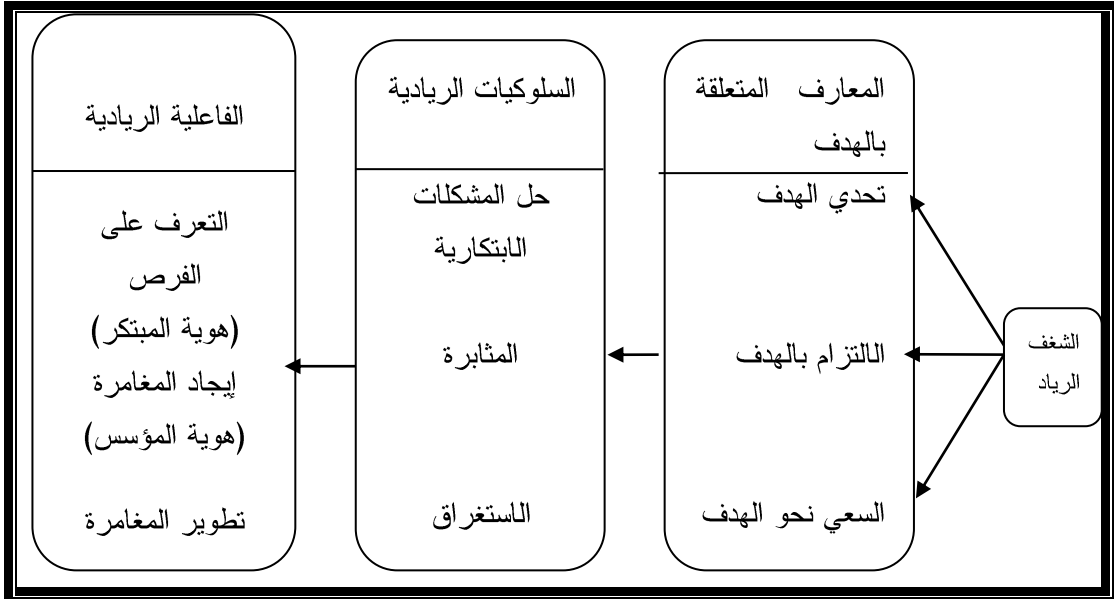 الشغف
الرياد
المعارف المتعلقة
بالهدف
تحدي الهدف
الالتزام بالهدف
السعي نحو الهدف
السلوكيات الريادية
حل المشكلات
الابتكارية
المثابرة
الاستغراق
الفاعلية الريادية
التعرف على
الفرص
(هوية المبتكر)
إيجاد المغامرة
(هوية المؤسس)
تطوير المغامرة